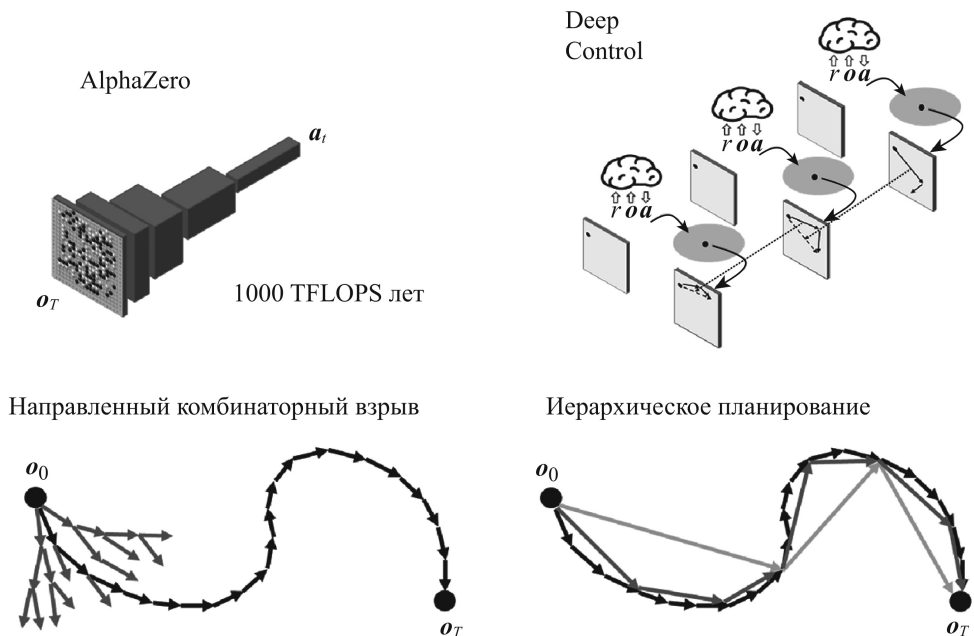 AlphaZero
a_t
o_T
1000 TFLOPS лет
Deep
Control
r o a
r o a
r o a
Направленный комбинаторный взрыв
o_0
o_T
Иерархическое планирование
o_0
o_T